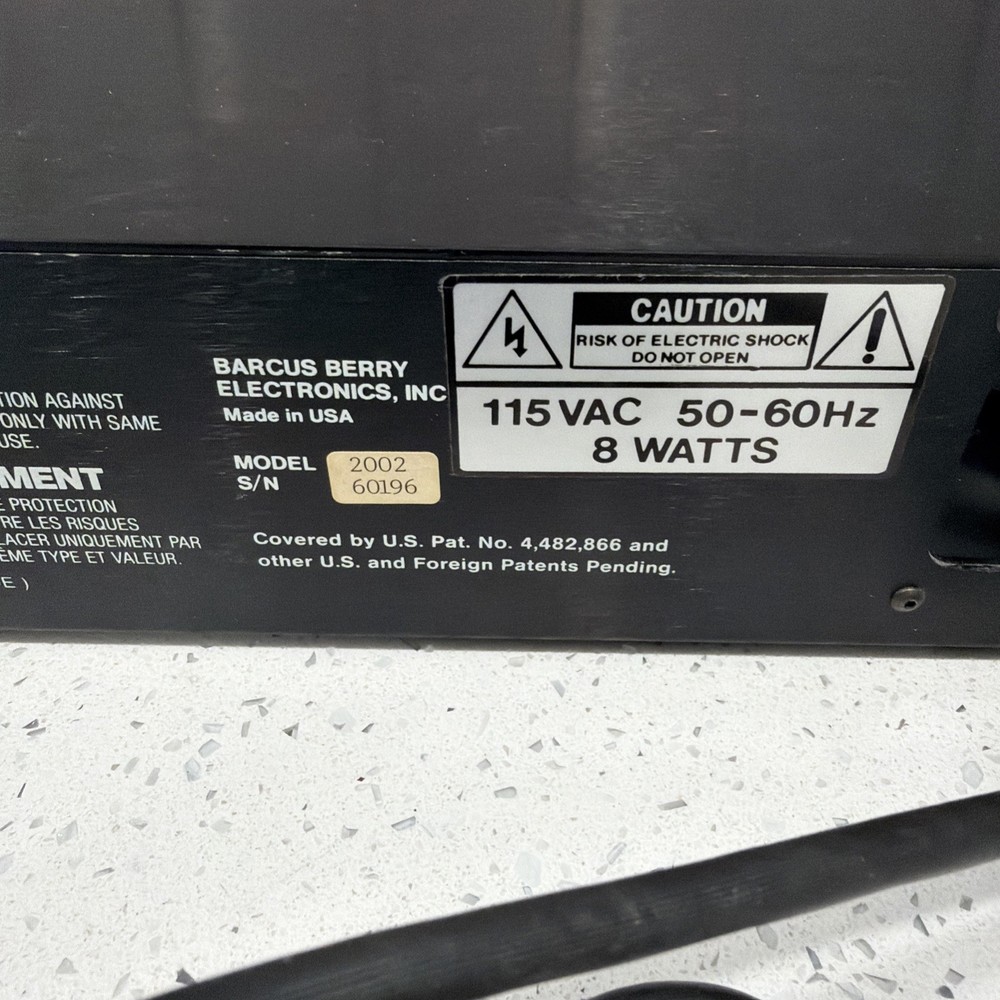 TION AGAINST
ONLY WITH SAME
USE.
MENT
E PROTECTION
RE LES RISQUES
LACER UNIQUEMENT PAR
ÊME TYPE ET VALEUR.
E )
BARCUS BERRY
ELECTRONICS, INC
Made in USA
MODEL 2002
S/N 60196
Covered by U.S. Pat. No. 4,482,866 and
other U.S. and Foreign Patents Pending.
CAUTION
RISK OF ELECTRIC SHOCK
DO NOT OPEN
115 VAC 50-60Hz
8 WATTS